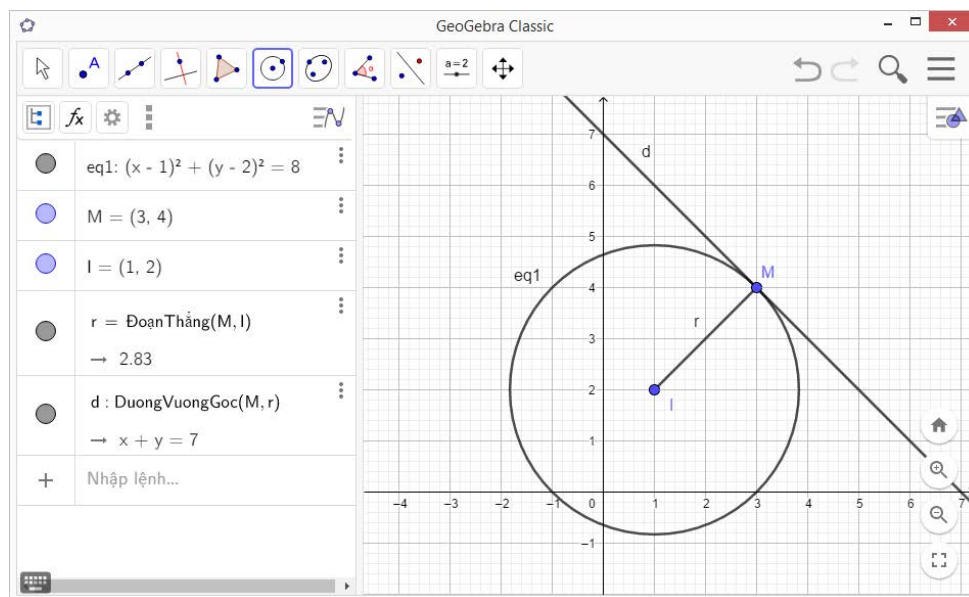 GeoGebra Classic
A
a=2
fx
eq1: (x - 1)² + (y - 2)² = 8
M = (3, 4)
I = (1, 2)
r = ĐoạnThẳng(M, I)
→ 2.83
d : DuongVuongGoc(M, r)
→ x + y = 7
Nhập lệnh...
7
d
6
5
M
eq1
4
3
r
2
I
1
−4 −3 −2 −1 0 1 2 3 4 5 6 7
−1